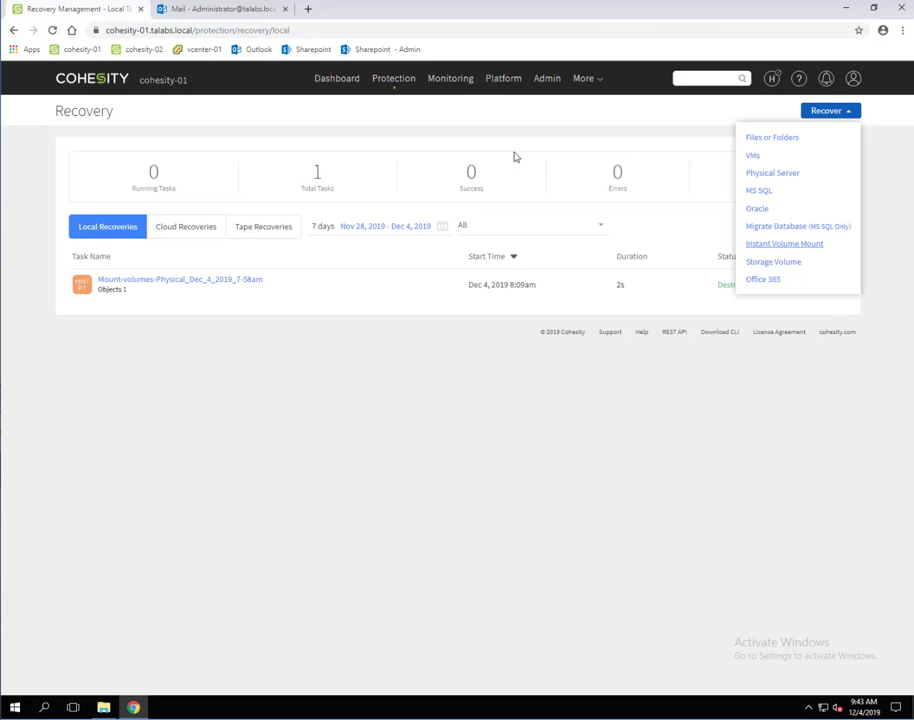 Recovery Management - Local T
Mail - Administrator@talabs.loc
cohesity-01.talabs.local/protection/recovery/local
Apps
cohesity-01
cohesity-02
vcenter-01
Outlook
Sharepoint
Sharepoint - Admin
COHESITY
cohesity-01
Dashboard
Protection
Monitoring
Platform
Admin
More
H
?
Recovery
Recover
Files or Folders
VMs
Physical Server
MS SQL
Oracle
Migrate Database (MS SQL Only)
Instant Volume Mount
Storage Volume
Office 365
0
Running Tasks
1
Total Tasks
0
Success
0
Errors
Local Recoveries
Cloud Recoveries
Tape Recoveries
7 days
Nov 28, 2019 - Dec 4, 2019
All
Task Name
Start Time
Duration
Statu
MNT
PT
Mount-volumes-Physical_Dec_4_2019_7-58am
Objects 1
Dec 4, 2019 8:09am
2s
Destr
© 2019 Cohesity
Support
Help
REST API
Download CLI
License Agreement
cohesity.com
Activate Windows
Go to Settings to activate Windows.
9:43 AM
12/4/2019